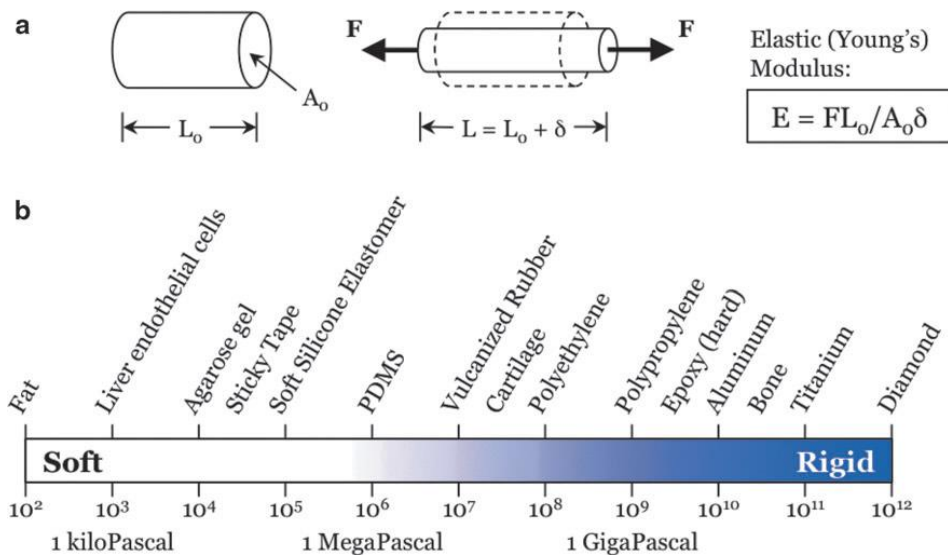 a
Aₒ
Lₒ
F
F
L = Lₒ + δ
Elastic (Young's)
Modulus:
E = FLₒ/Aₒδ
b
Fat
Liver endothelial cells
Agarose gel
Sticky Tape
Soft Silicone Elastomer
PDMS
Vulcanized Rubber
Cartilage
Polyethylene
Polypropylene
Epoxy (hard)
Aluminum
Bone
Titanium
Diamond
Soft
Rigid
10² 10³ 10⁴ 10⁵ 10⁶ 10⁷ 10⁸ 10⁹ 10¹⁰ 10¹¹ 10¹²
1 kiloPascal 1 MegaPascal 1 GigaPascal